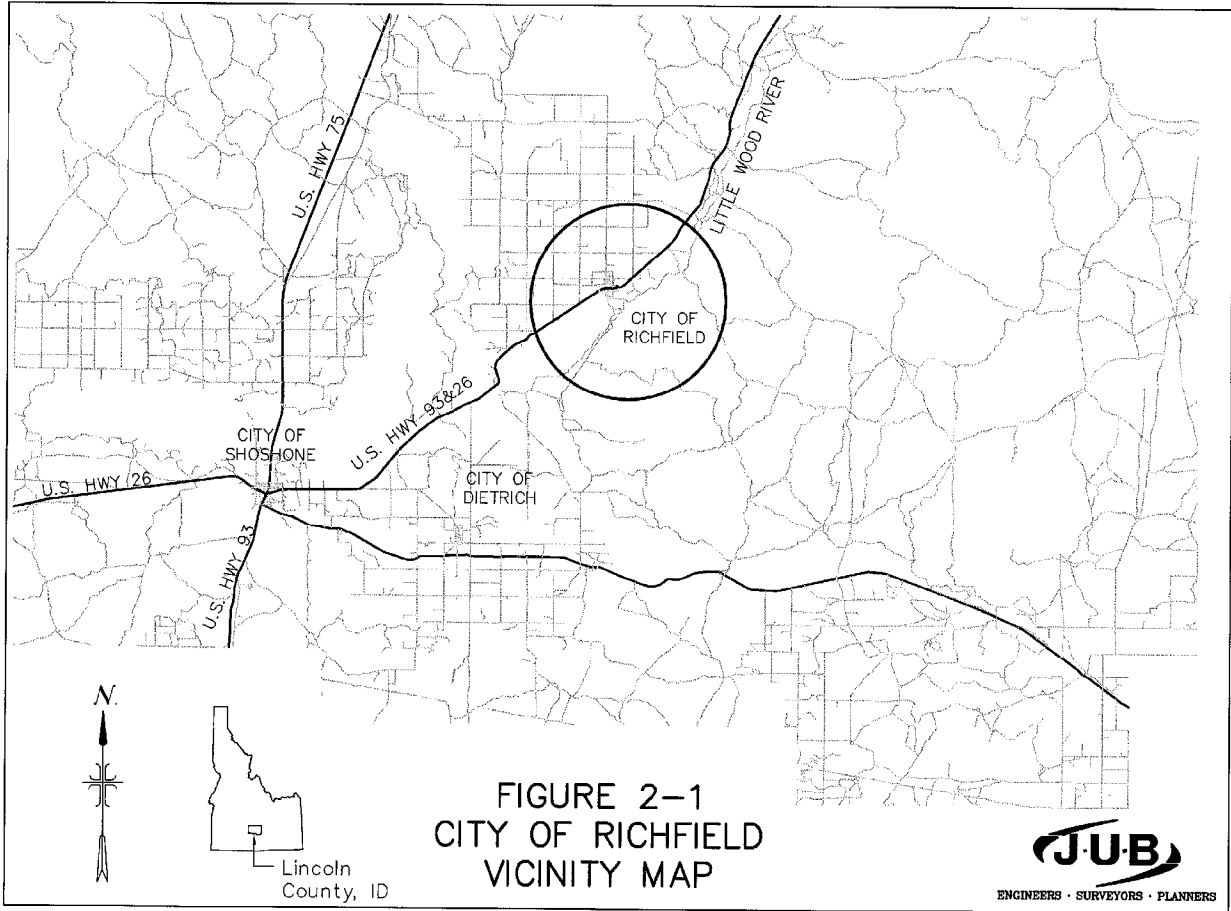 U.S. HWY 75
LITTLE WOOD RIVER
CITY OF
RICHFIELD
U.S. HWY 93&26
CITY OF
SHOSHONE
CITY OF
DIETRICH
U.S. HWY 26
U.S. HWY 93
N.
Lincoln
County, ID
FIGURE 2-1
CITY OF RICHFIELD
VICINITY MAP
J·U·B
ENGINEERS · SURVEYORS · PLANNERS